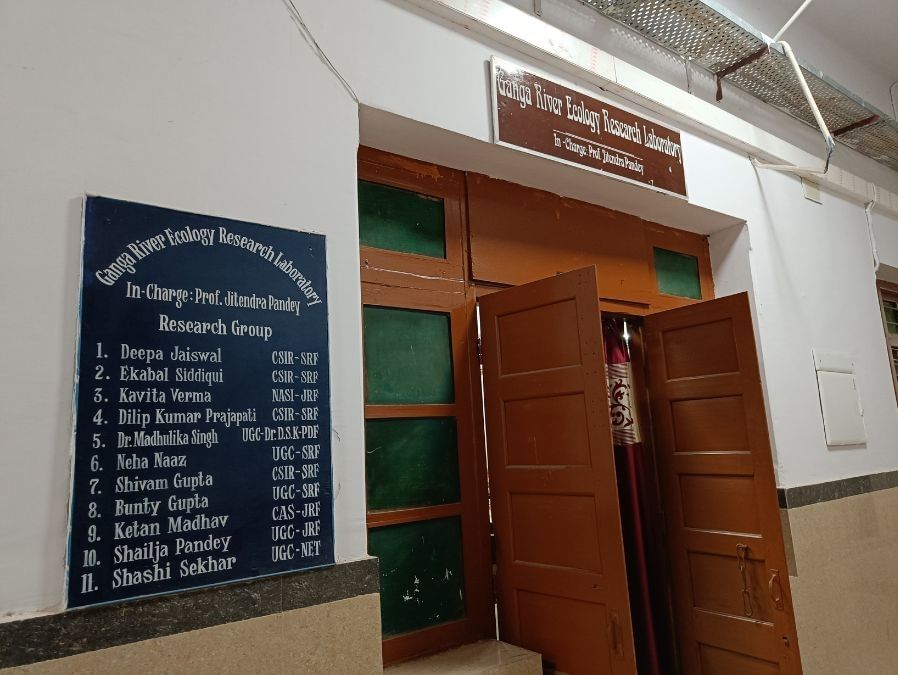 Ganga River Ecology Research Laboratory
In-Charge: Prof. Jitendra Pandey
Ganga River Ecology Research Laboratory
In-Charge: Prof. Jitendra Pandey
Research Group
1. Deepa Jaiswal CSIR-SRF
2. Ekabal Siddiqui CSIR-SRF
3. Kavita Verma NASI-JRF
4. Dilip Kumar Prajapati CSIR-SRF
5. Dr. Madhulika Singh UGC-Dr.D.S.K-PDF
6. Neha Naaz UGC-SRF
7. Shivam Gupta CSIR-SRF
8. Bunty Gupta UGC-SRF
9. Ketan Madhav CAS-JRF
10. Shailja Pandey UGC-JRF
11. Shashi Sekhar UGC-NET